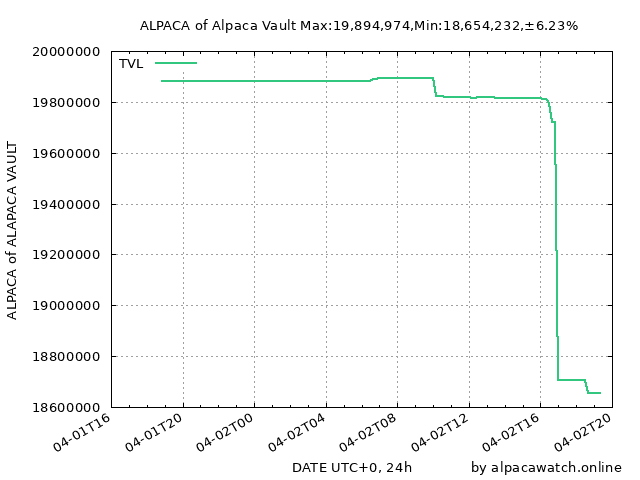 ALPACA of Alpaca Vault Max:19,894,974,Min:18,654,232,±6.23%
TVL
20000000
19800000
19600000
19400000
19200000
19000000
18800000
18600000
ALPACA of ALAPACA VAULT
04-01T16
04-01T20
04-02T00
04-02T04
04-02T08
04-02T12
04-02T16
04-02T20
DATE UTC+0, 24h
by alpacawatch.online